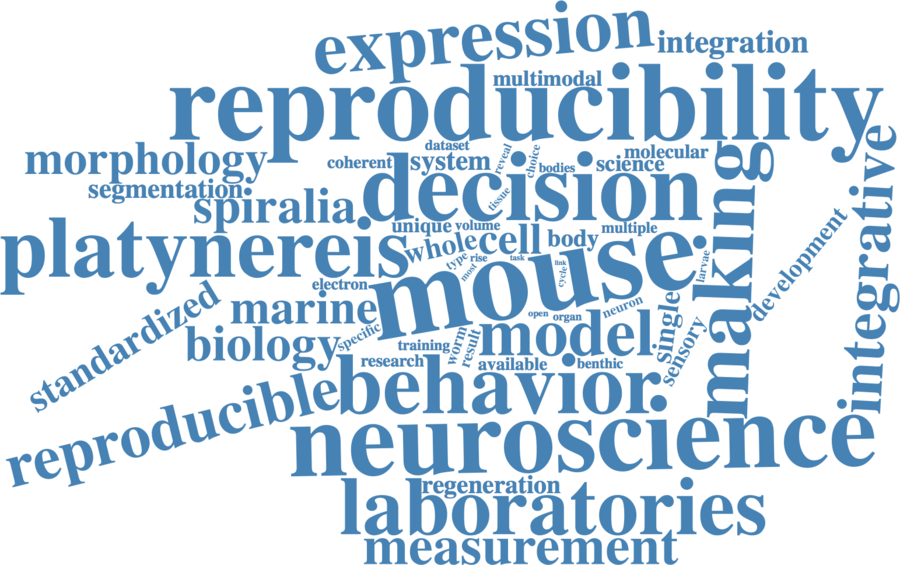 expression
integration
multimodal
reproducibility
dataset
morphology
coherent
system
reveal
choice
bodies
science
molecular
segmentation
spiralia
decision
tissue
integrative
making
platynereis
unique
volume
multiple
whole
cell
body
development
type
rise
most
task
link
cycle
mouse
larvae
electron
standardized
marine
specific
open
organ
neuron
single
biology
training
worm
result
model
sensory
research
available
benthic
reproducible
behavior
neuroscience
regeneration
laboratories
measurement